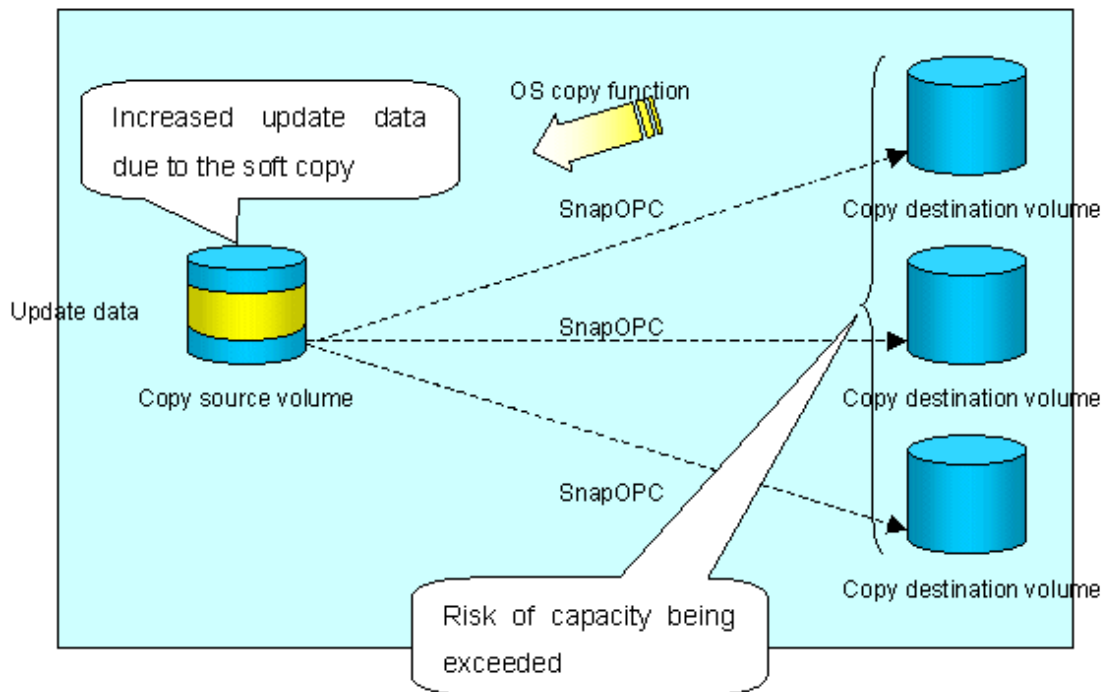 OS copy function
Increased update data
due to the soft copy
SnapOPC
Copy destination volume
Update data
SnapOPC
Copy source volume
Copy destination volume
SnapOPC
Copy destination volume
Risk of capacity being
exceeded